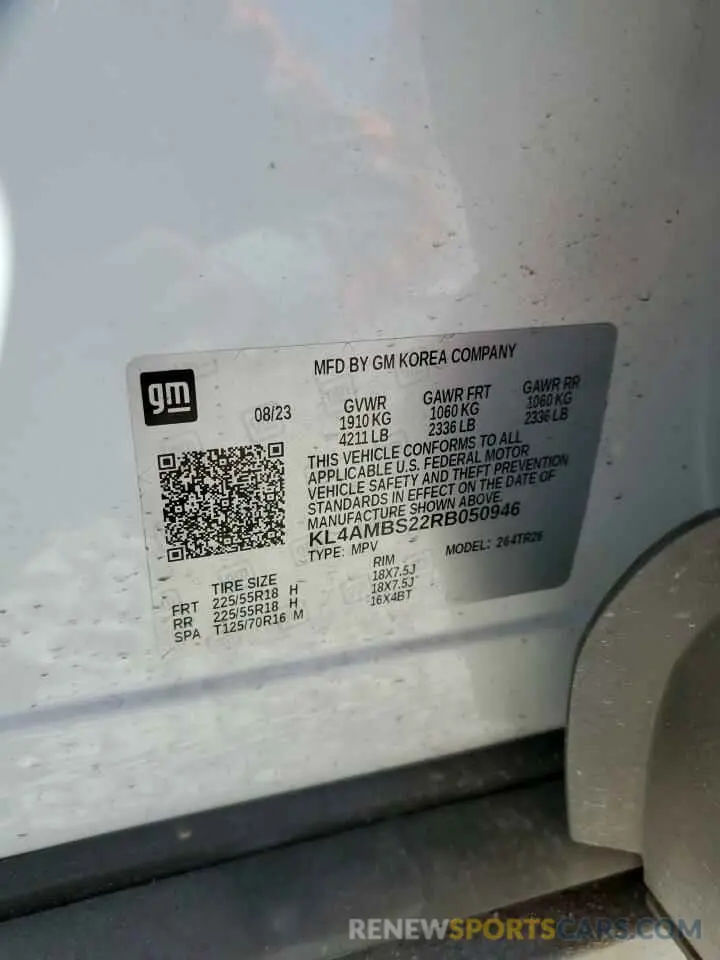 MFD BY GM KOREA COMPANY
gm
08/23
GVWR
1910 KG
4211 LB
GAWR FRT
1060 KG
2336 LB
GAWR RR
1060 KG
2336 LB
THIS VEHICLE CONFORMS TO ALL
APPLICABLE U.S. FEDERAL MOTOR
VEHICLE SAFETY AND THEFT PREVENTION
STANDARDS IN EFFECT ON THE DATE OF
MANUFACTURE SHOWN ABOVE.
KL4AMBS22RB050946
TYPE: MPV MODEL: 264TR26
TIRE SIZE RIM
FRT 225/55R18 H 18X7.5J
RR 225/55R18 H 18X7.5J
SPA T125/70R16 M 16X4BT
RENEWSPORTSCARS.COM